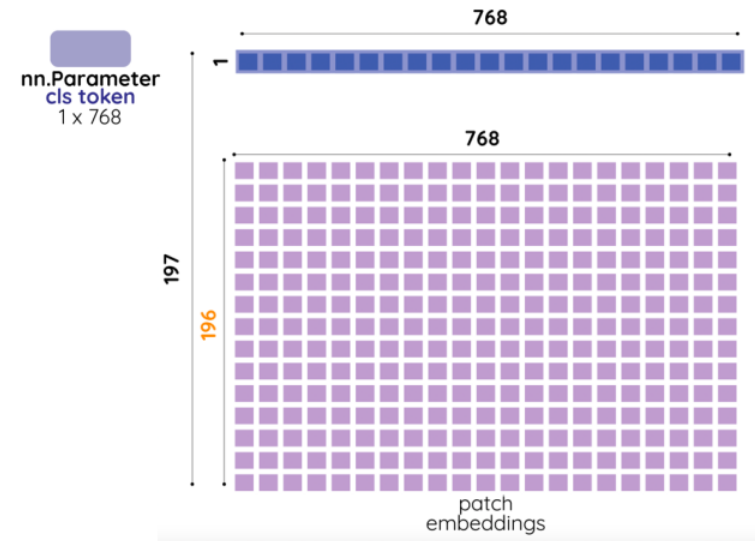 768
1
nn.Parameter
cls token
1 x 768
768
197
196
patch
embeddings